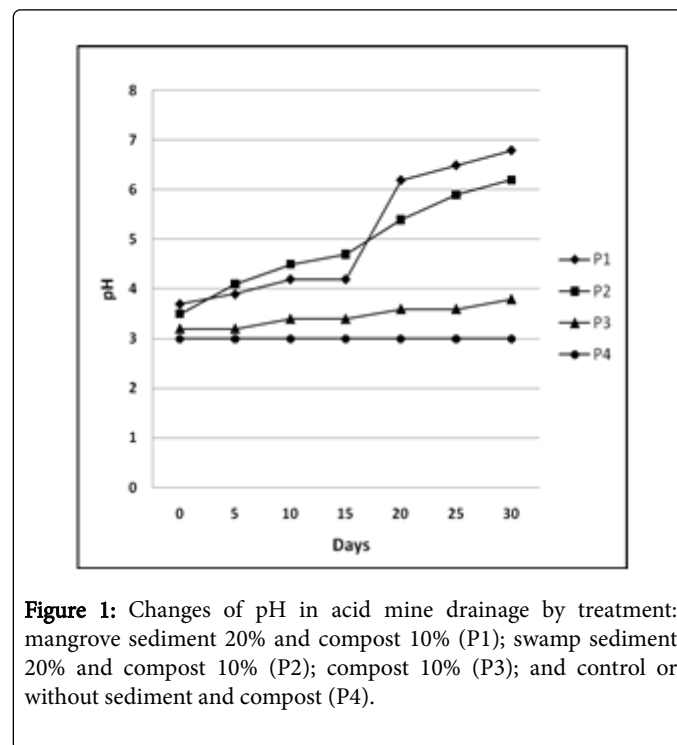 8
7
6
5
4
3
2
1
0
pH
0 5 10 15 20 25 30
Days
P1
P2
P3
P4
Figure 1: Changes of pH in acid mine drainage by treatment:
mangrove sediment 20% and compost 10% (P1); swamp sediment
20% and compost 10% (P2); compost 10% (P3); and control or
without sediment and compost (P4).